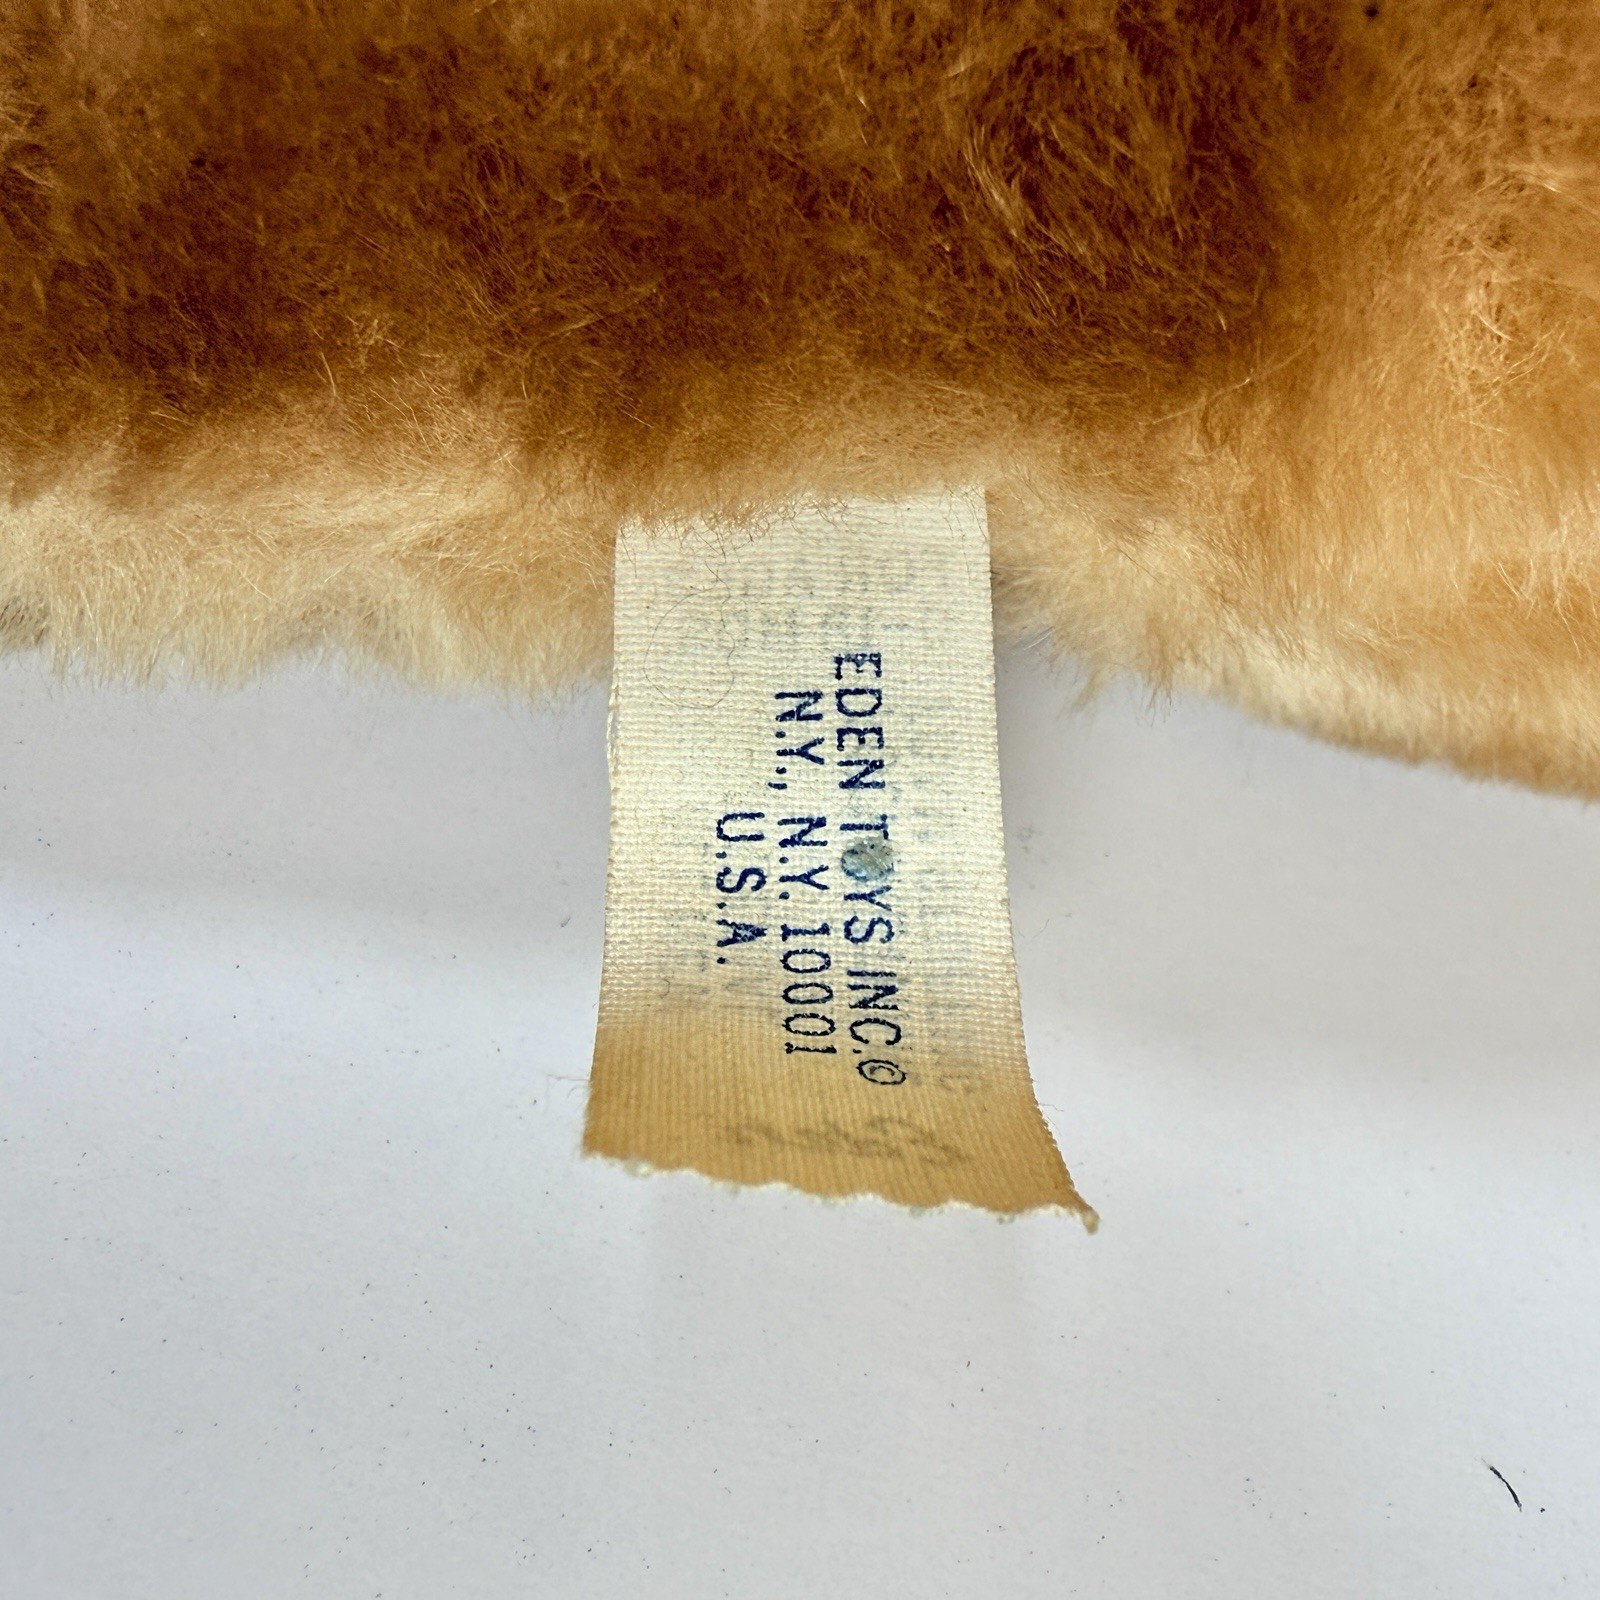 EDEN TOYS INC.©
N.Y., N.Y. 10001
U.S.A.